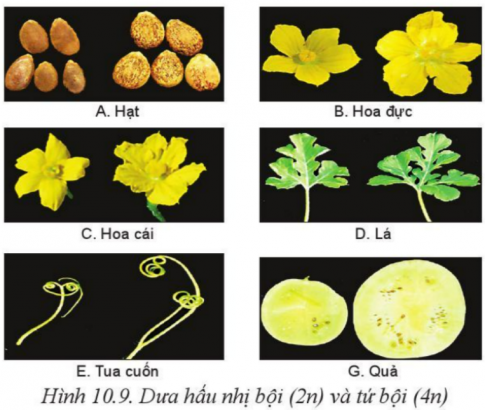 A. Hạt
B. Hoa đực
C. Hoa cái
D. Lá
E. Tua cuốn
G. Quả
Hình 10.9. Dưa hấu nhị bội (2n) và tứ bội (4n)